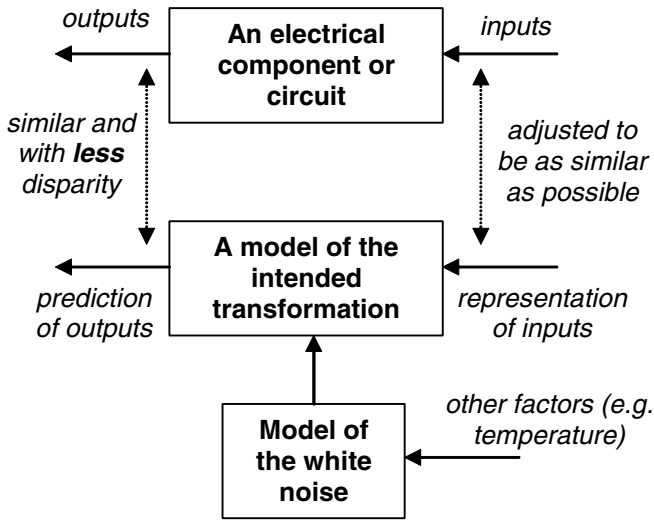 outputs
An electrical
component or
circuit
inputs
similar and
with less
disparity
adjusted to
be as similar
as possible
A model of the
intended
transformation
prediction
of outputs
representation
of inputs
Model of
the white
noise
other factors (e.g.
temperature)